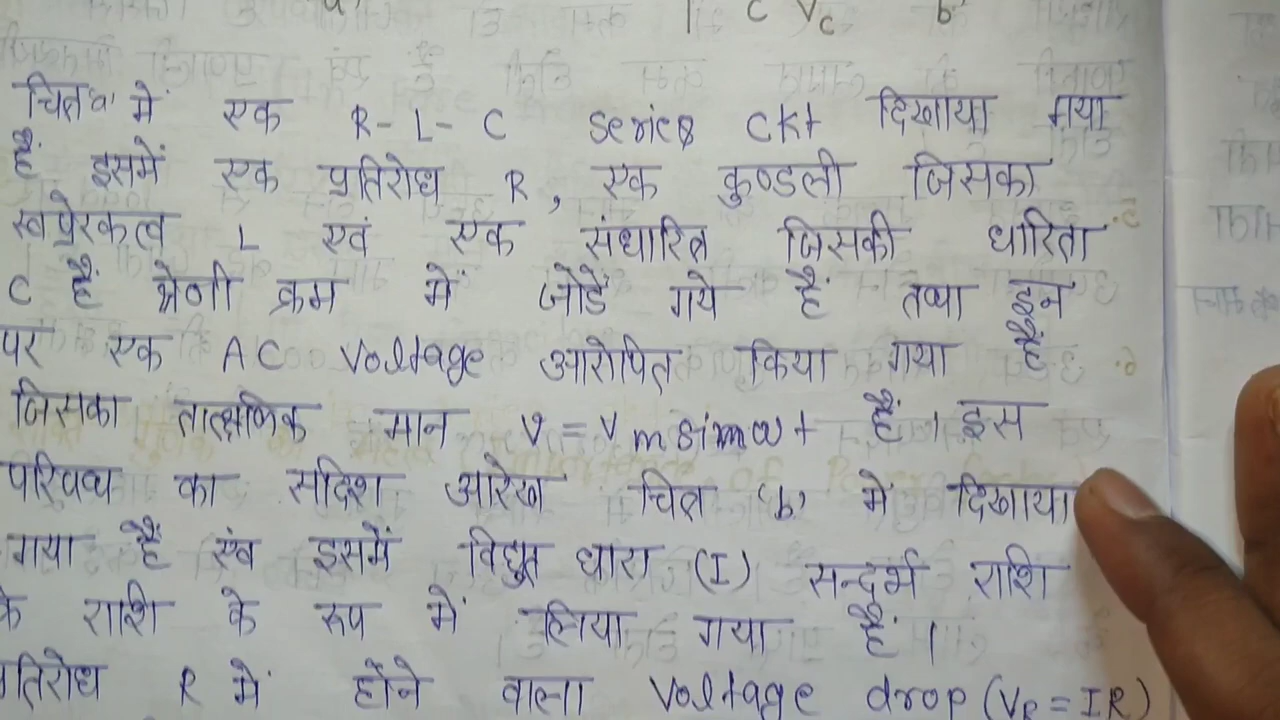 C Vc b
चित्र 'a' में एक R-L-C series ckt दिखाया गया
हैं इसमें एक प्रतिरोध R, एक कुण्डली जिसका
स्वप्रेरकत्व L एवं एक संधारित्र जिसकी धारिता
C हैं श्रेणी क्रम में जोडें गये हैं तथा इन
पर एक AC Voltage आरोपित किया गया हैं
जिसका तात्क्षणिक मान v = Vm sinωt हैं । इस
परिपथ का सदिश आरेख चित्र 'b' में दिखाया
गया हैं एंव इसमें विद्युत धारा (I) सन्दर्भ राशि
के राशि के रूप में लिया गया हैं ।
प्रतिरोध R में होंने वाला Voltage drop (VR = IR)